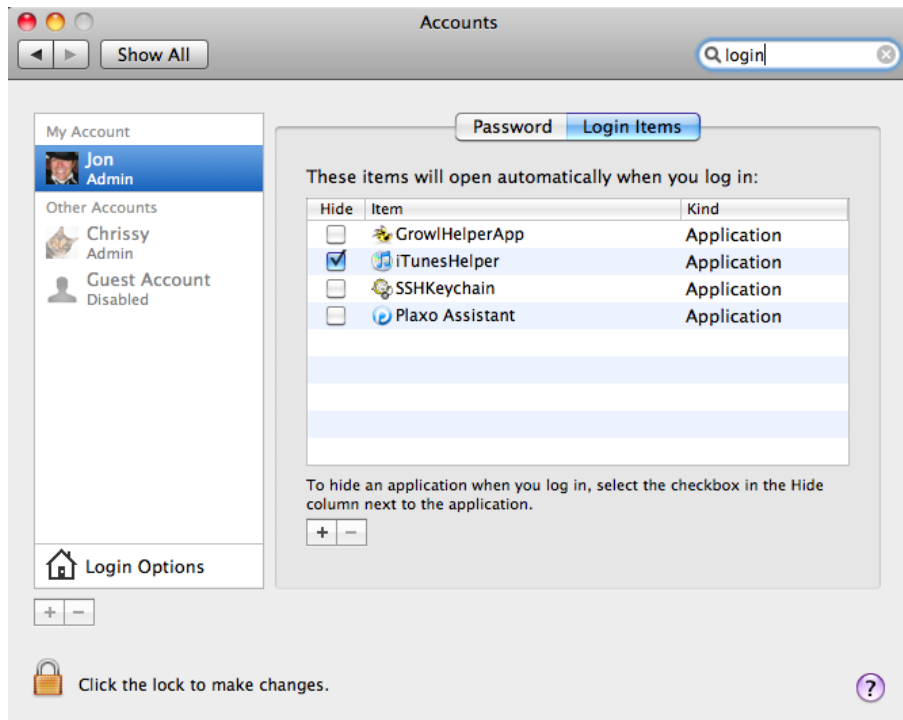 Accounts
Show All
login
My Account
Jon
Admin
Other Accounts
Chrissy
Admin
Guest Account
Disabled
Login Options
Password Login Items
These items will open automatically when you log in:
Hide Item Kind
GrowlHelperApp Application
iTunesHelper Application
SSHKeychain Application
Plaxo Assistant Application
To hide an application when you log in, select the checkbox in the Hide
column next to the application.
+ −
+ −
Click the lock to make changes.
?